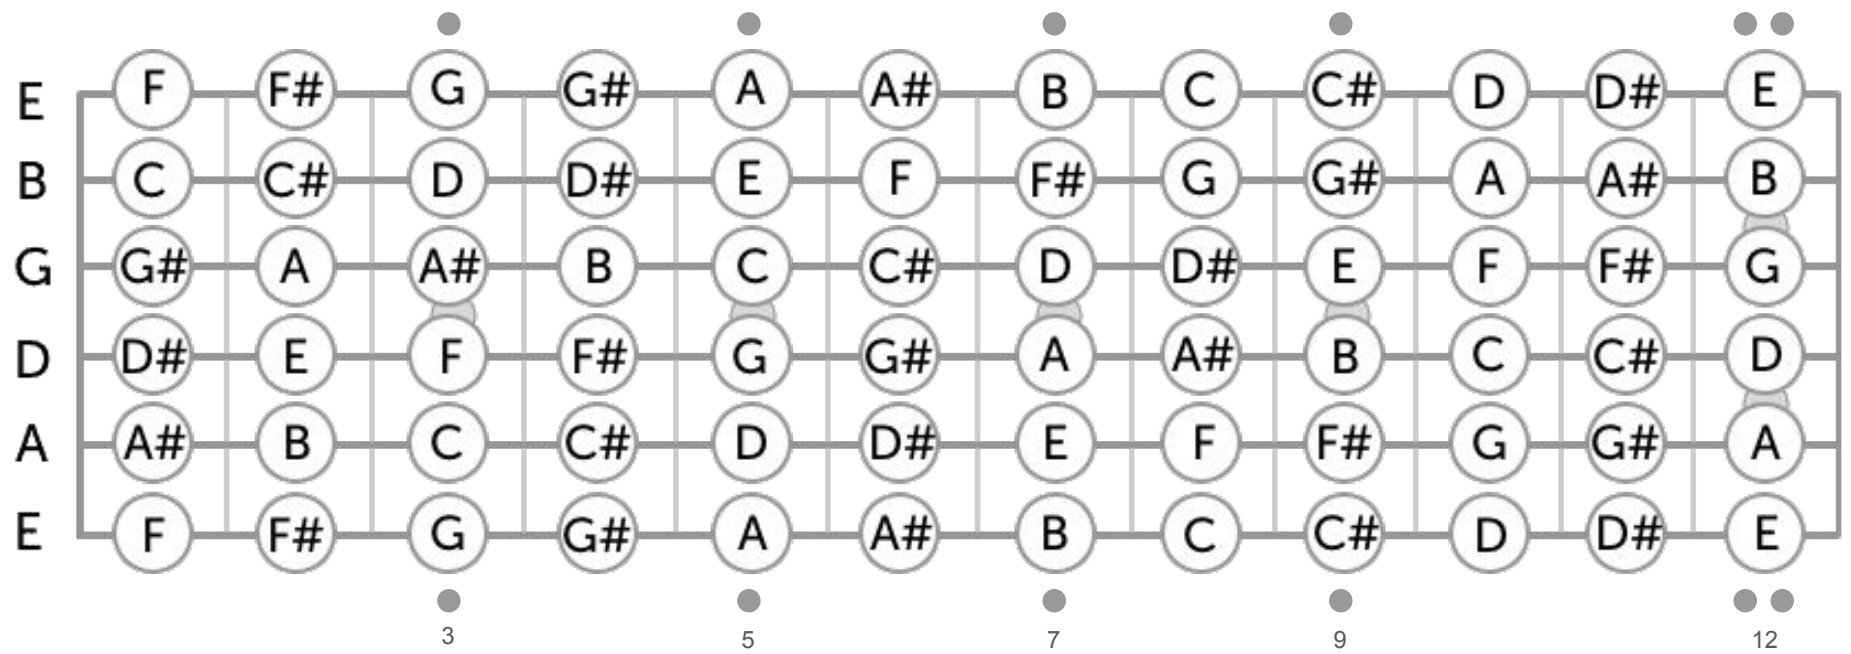 E F F# G G# A A# B C C# D D# E
B C C# D D# E F F# G G# A A# B
G G# A A# B C C# D D# E F F# G
D D# E F F# G G# A A# B C C# D
A A# B C C# D D# E F F# G G# A
E F F# G G# A A# B C C# D D# E
3 5 7 9 12